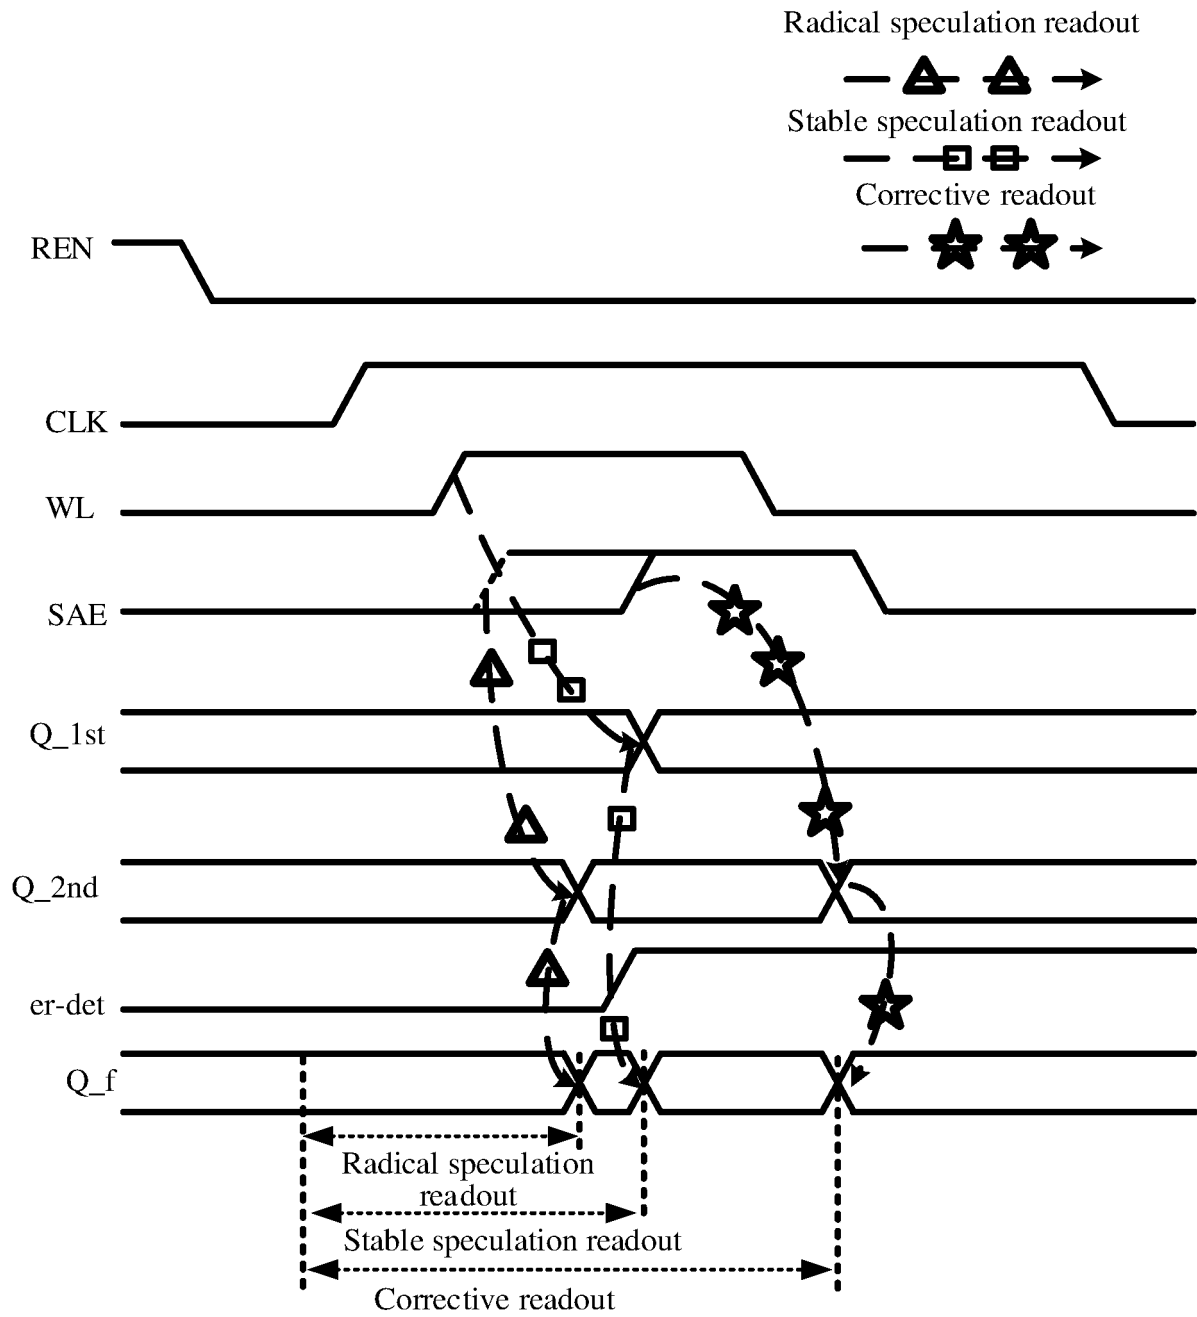 Radical speculation readout
Stable speculation readout
Corrective readout
REN
CLK
WL
SAE
Q_1st
Q_2nd
er-det
Q_f
Radical speculation
readout
Stable speculation readout
Corrective readout